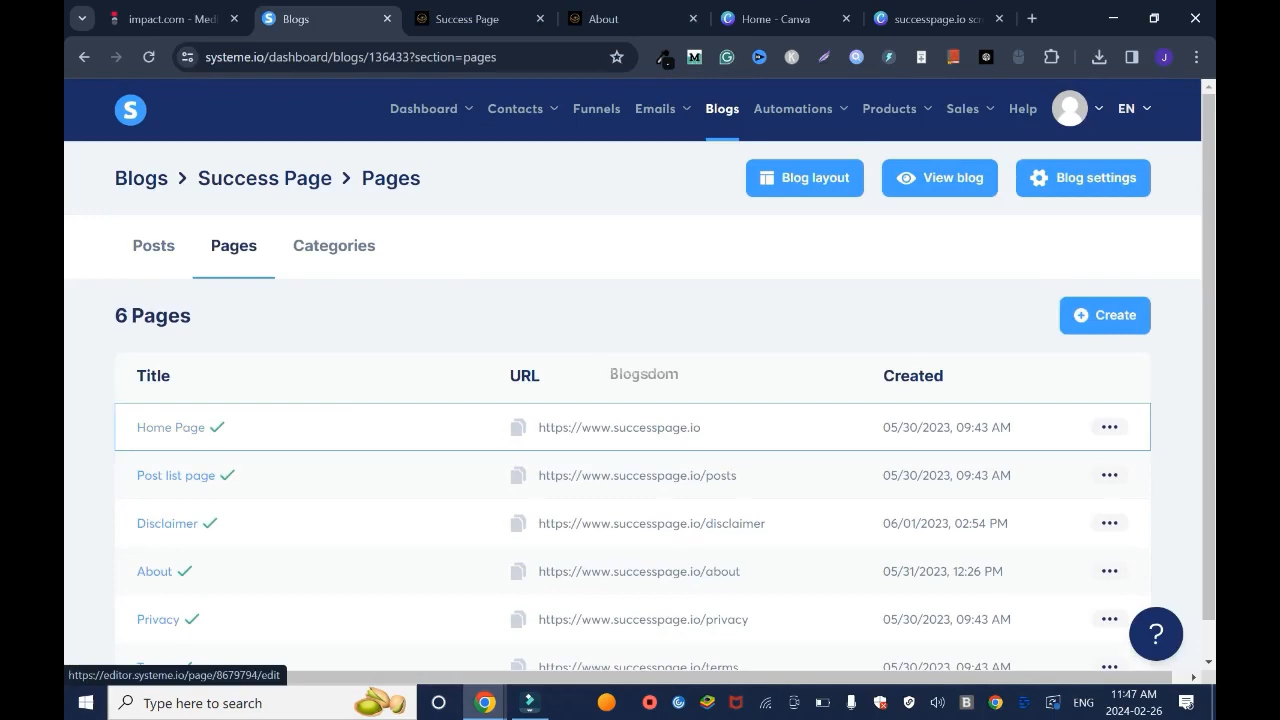 impact.com - Medi
Blogs
Success Page
About
Home - Canva
successpage.io scr
systeme.io/dashboard/blogs/136433?section=pages
Dashboard Contacts Funnels Emails Blogs Automations Products Sales Help EN
Blogs > Success Page > Pages
Blog layout
View blog
Blog settings
Posts Pages Categories
6 Pages
Create
Title URL Created
Blogsdom
Home Page https://www.successpage.io 05/30/2023, 09:43 AM
Post list page https://www.successpage.io/posts 05/30/2023, 09:43 AM
Disclaimer https://www.successpage.io/disclaimer 06/01/2023, 02:54 PM
About https://www.successpage.io/about 05/31/2023, 12:26 PM
Privacy https://www.successpage.io/privacy 05/30/2023, 09:43 AM
https://www.successpage.io/terms 05/30/2023, 09:43 AM
?
https://editor.systeme.io/page/8679794/edit
Type here to search
ENG
11:47 AM
2024-02-26